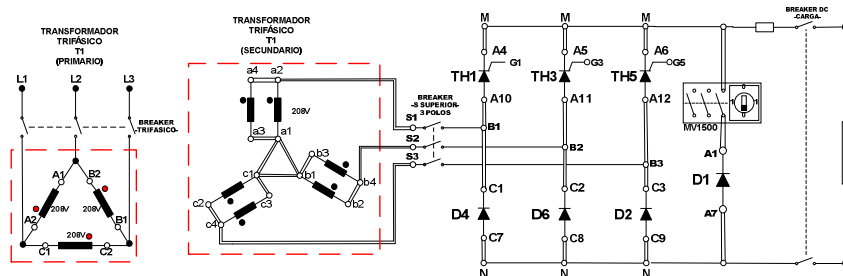 TRANSFORMADOR
TRIFÁSICO
T1
(PRIMARIO)
L1
L2
L3
BREAKER
-TRIFASICO-
A1
B2
208V
208V
A2
B1
208V
C1
C2
TRANSFORMADOR
TRIFÁSICO
T1
(SECUNDARIO)
a4
a2
208V
a3
a1
b3
c1
b1
b4
c2
c3
b2
c4
BREAKER
-S SUPERIOR-
3 POLOS
S1
S2
S3
M
M
M
A4
A5
A6
G1
G3
G5
TH1
TH3
TH5
A10
A11
A12
B1
B2
B3
C1
C2
C3
D4
D6
D2
C7
C8
C9
N
N
N
MV1500
A1
D1
A7
BREAKER DC
-CARGA-